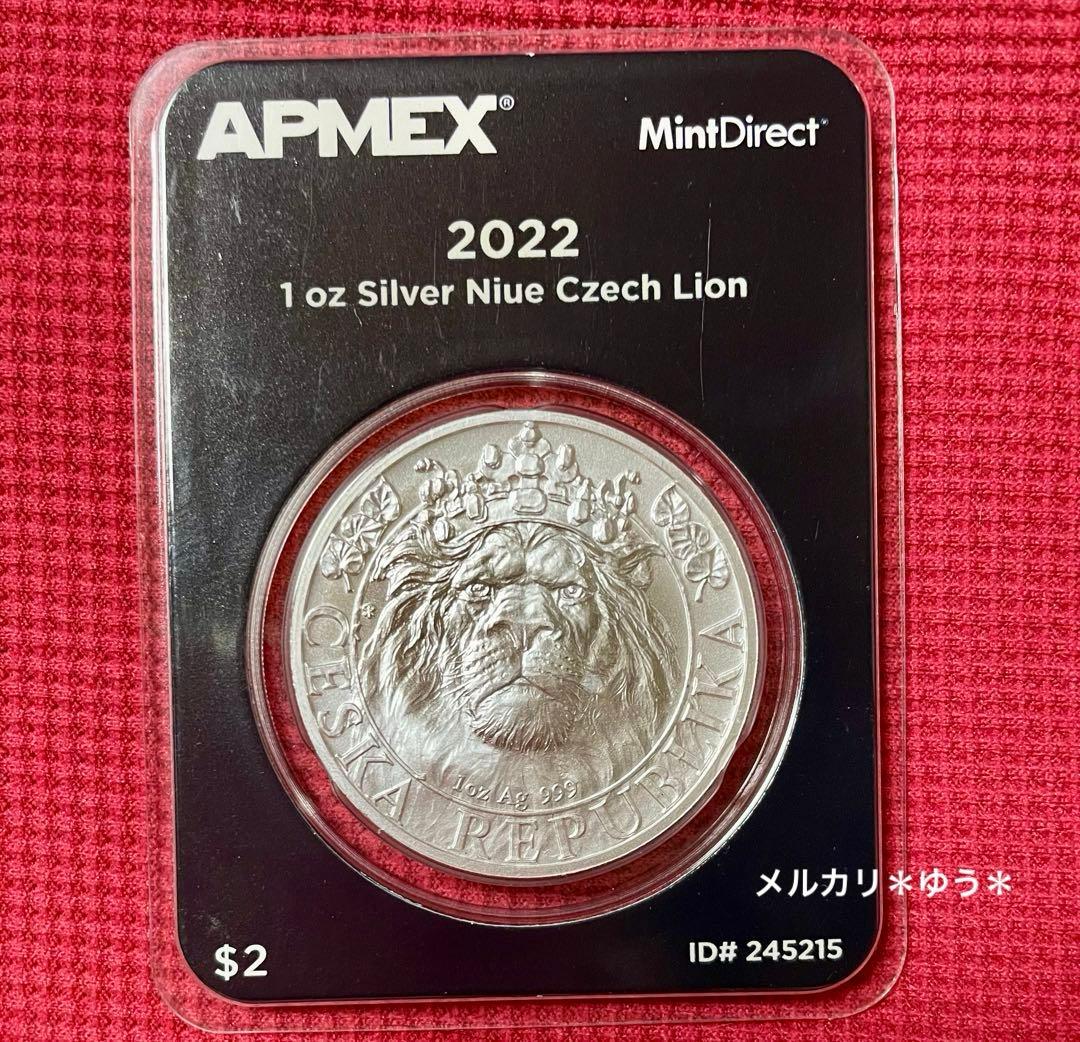 APMEX®
MintDirect®
2022
1 oz Silver Niue Czech Lion
ČESKÁ REPUBLIKA
1oz Ag 999
メルカリ＊ゆう＊
$2
ID# 245215